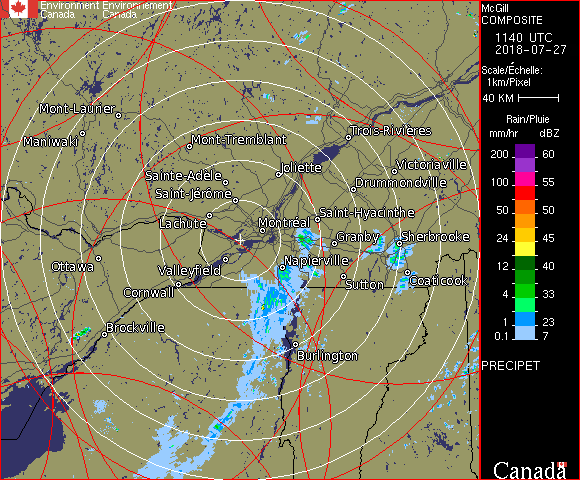 Environment Environnement
Canada Canada
McGill
COMPOSITE
1140 UTC
2018-07-27
Scale/Échelle:
1km/Pixel
40 KM
Rain/Pluie
mm/hr dBZ
200 60
100 55
50 50
24 45
12 40
4 33
1 23
0.1 7
PRECIPET
Canada
Mont-Laurier
Maniwaki
Mont-Tremblant
Trois-Rivières
Sainte-Adèle
Joliette
Victoriaville
Saint-Jérôme
Drummondville
Lachute
Montréal
Saint-Hyacinthe
Granby
Sherbrooke
Ottawa
Valleyfield
Napierville
Cornwall
Sutton
Coaticook
Brockville
Burlington